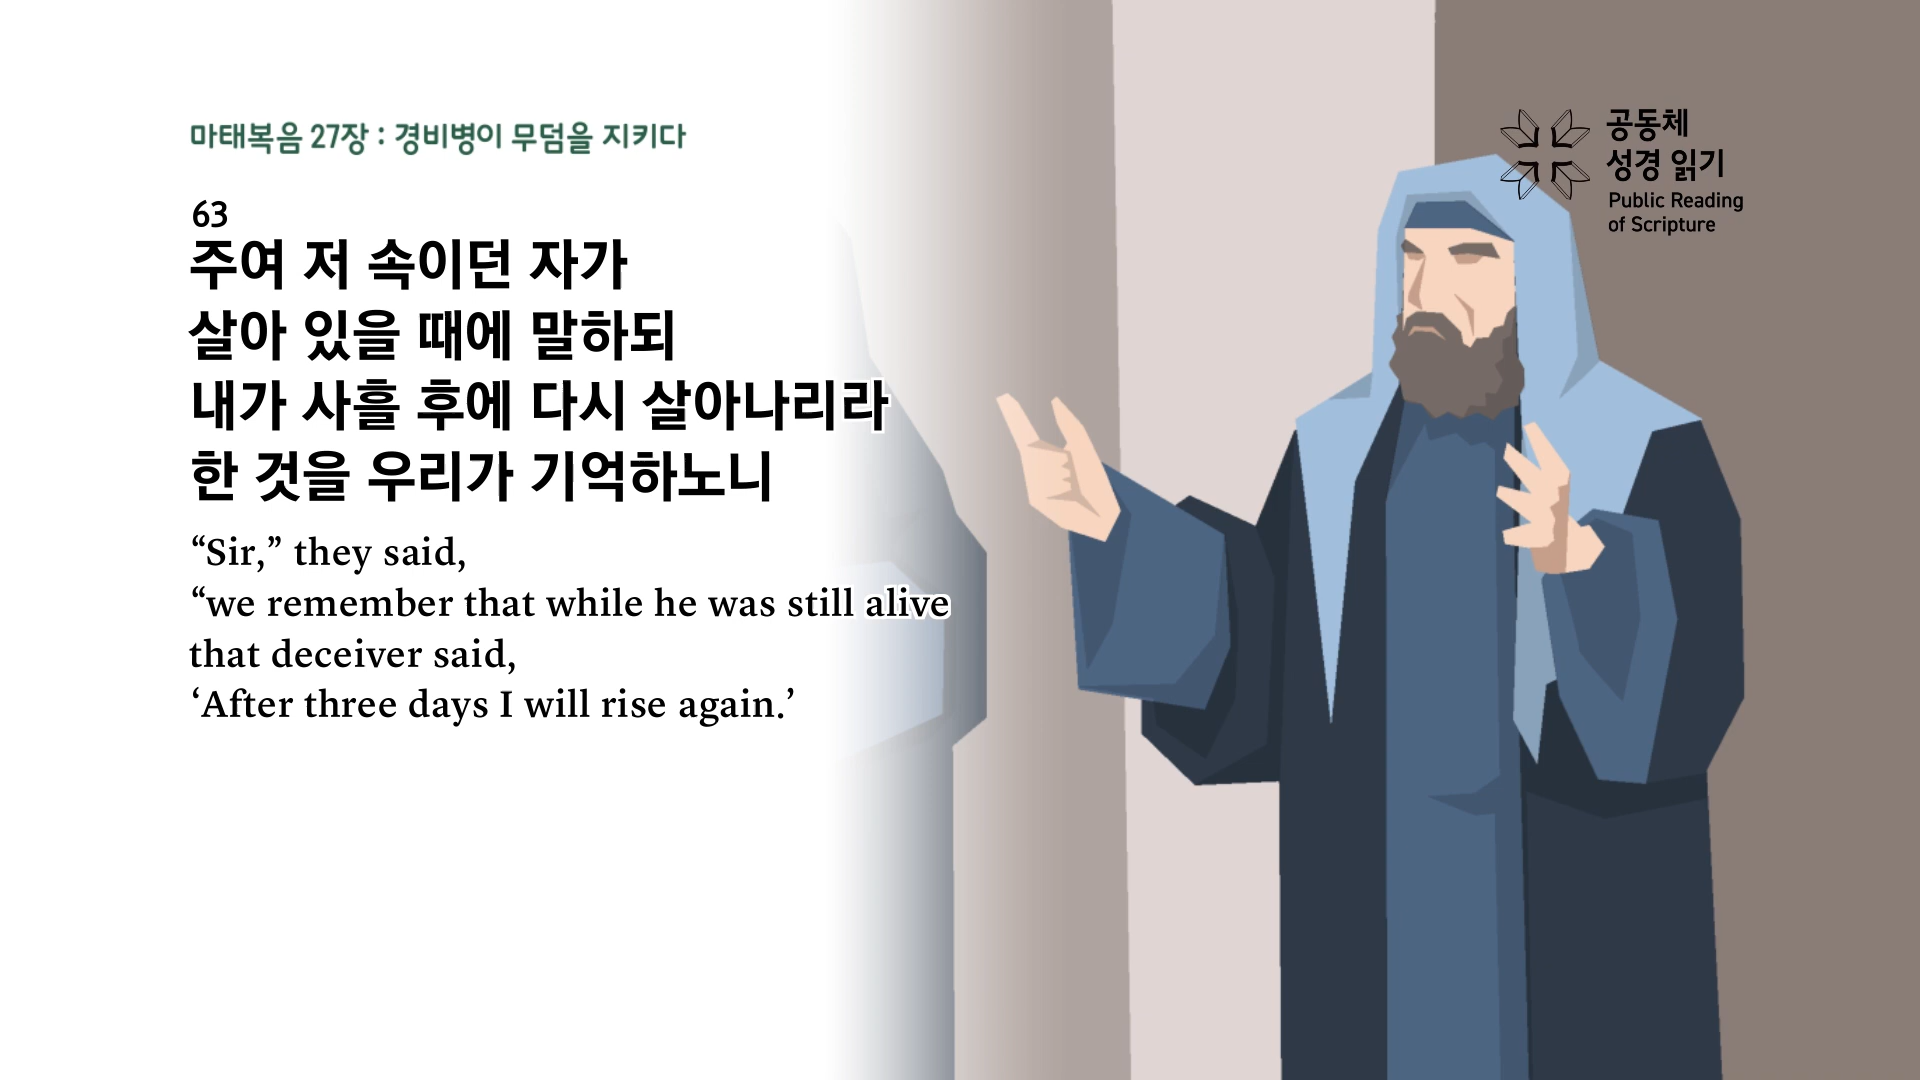 마태복음 27장 : 경비병이 무덤을 지키다
63
주여 저 속이던 자가
살아 있을 때에 말하되
내가 사흘 후에 다시 살아나리라
한 것을 우리가 기억하노니
“Sir,” they said,
“we remember that while he was still alive
that deceiver said,
‘After three days I will rise again.’
공동체
성경 읽기
Public Reading
of Scripture